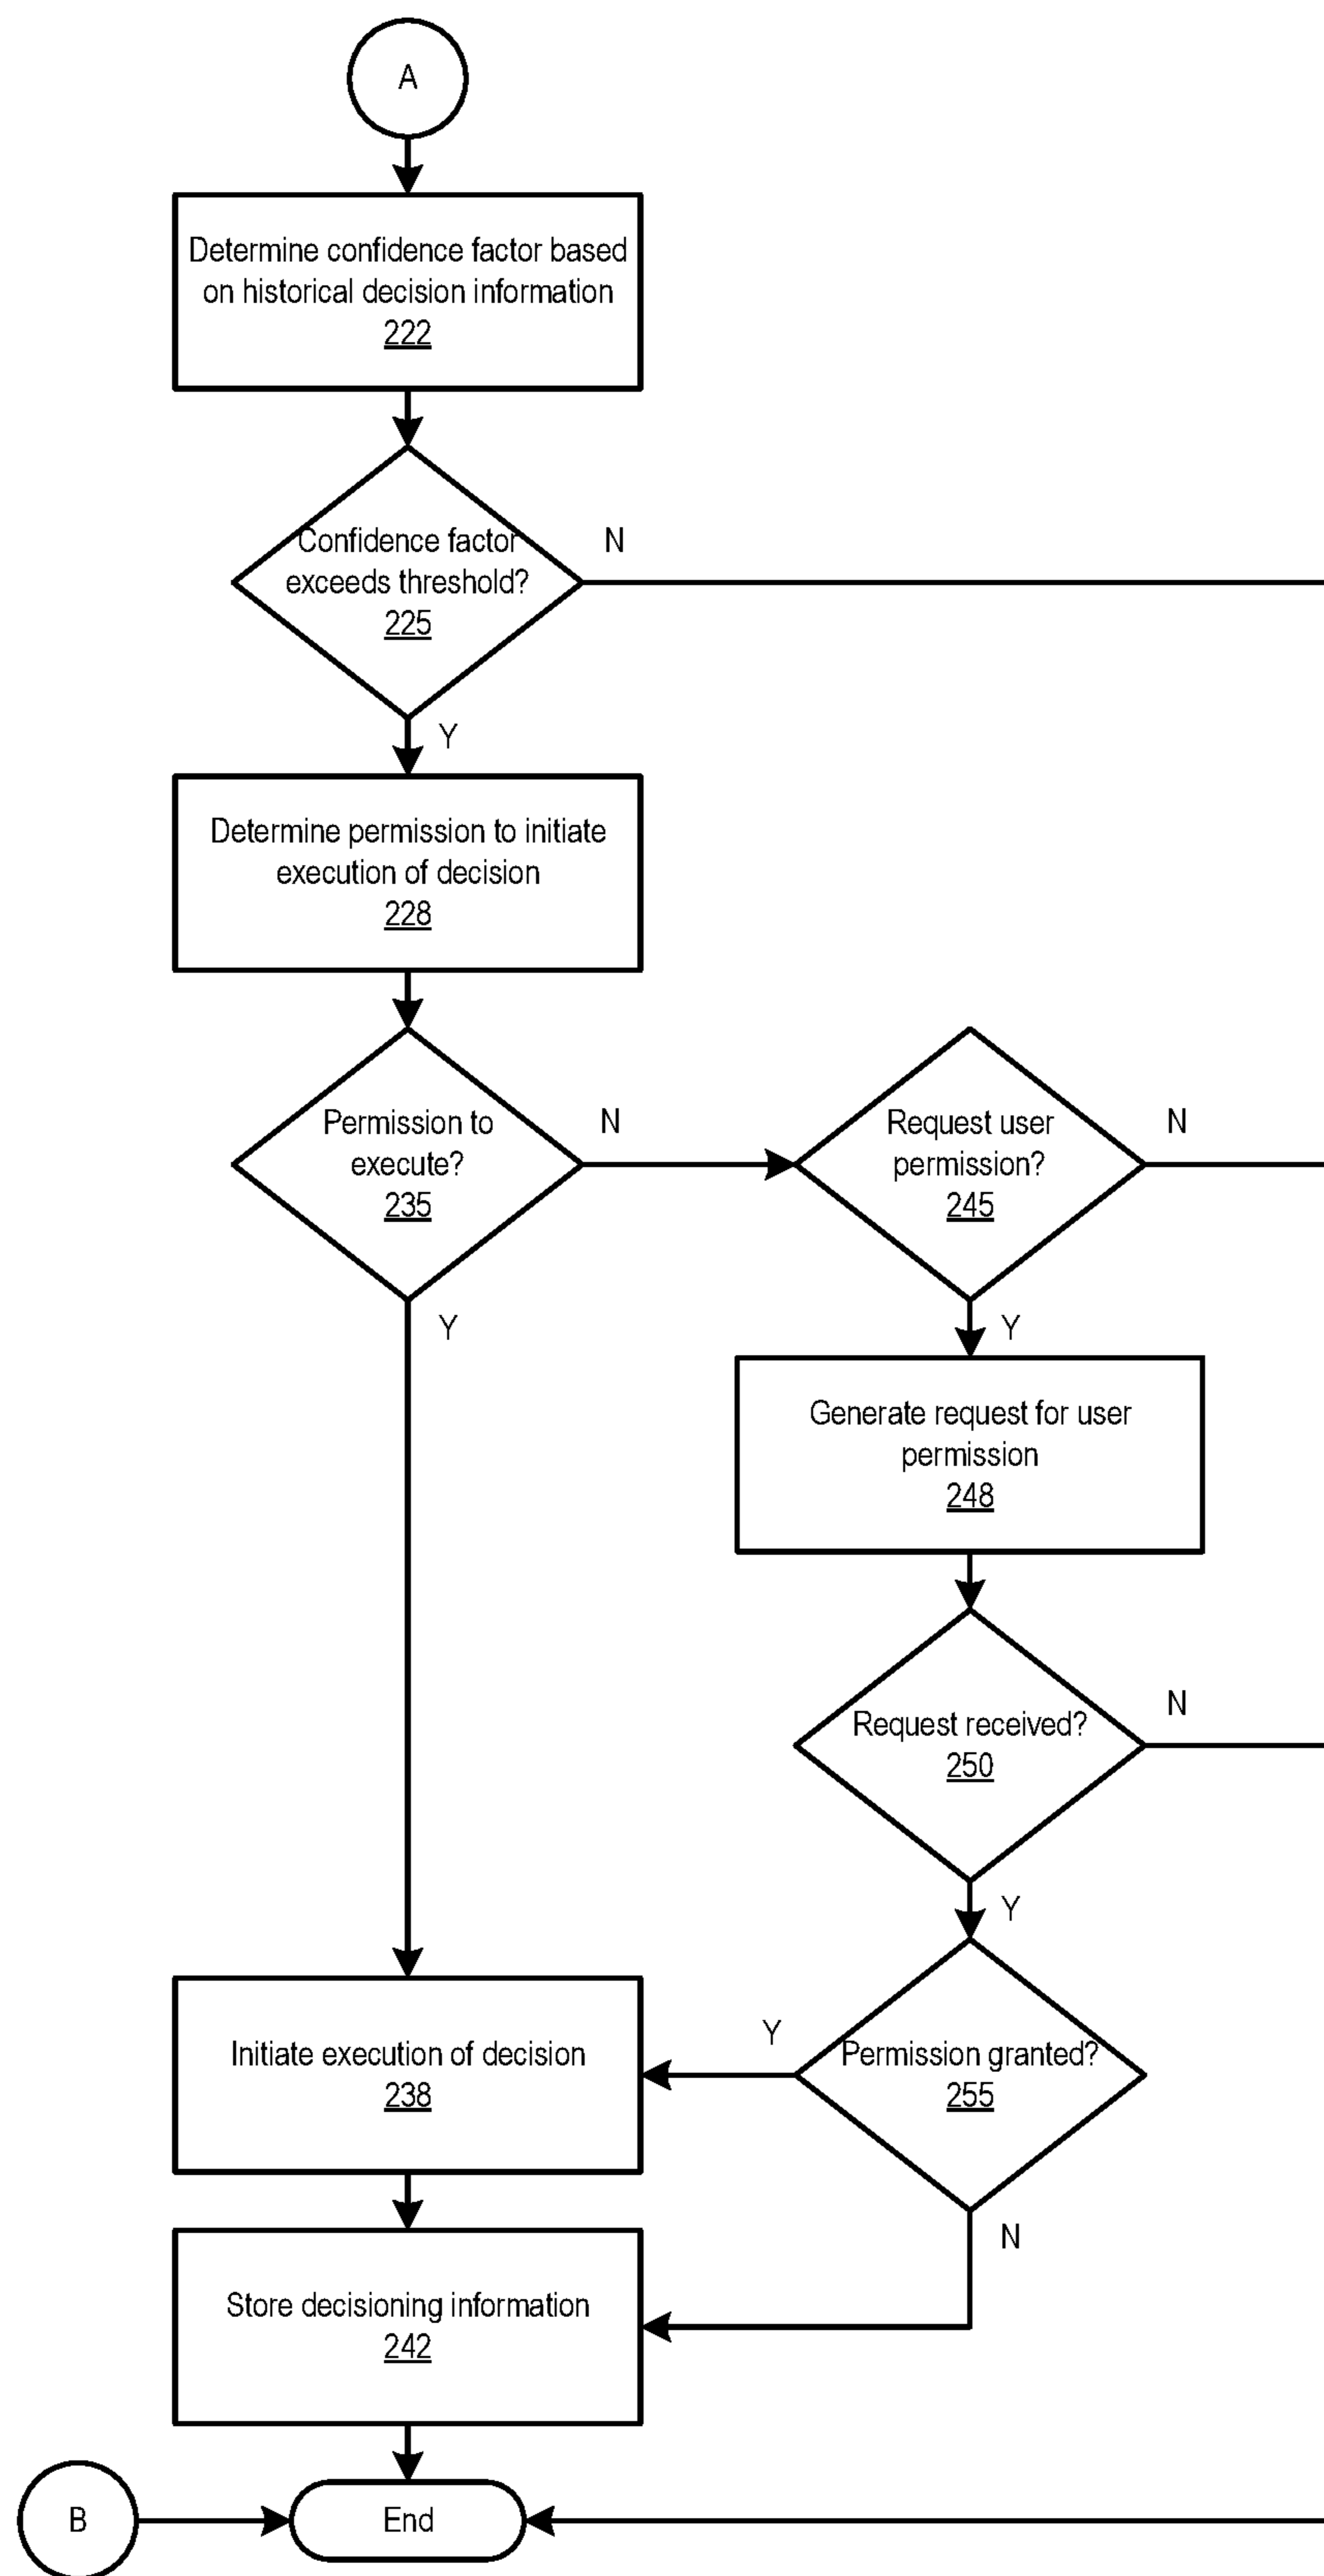 A
Determine confidence factor based
on historical decision information
222
Confidence factor
exceeds threshold?
225
N
Y
Determine permission to initiate
execution of decision
228
Permission to
execute?
235
N
Y
Request user
permission?
245
N
Y
Generate request for user
permission
248
Request received?
250
N
Y
Permission granted?
255
Y
N
Initiate execution of decision
238
Store decisioning information
242
B
End